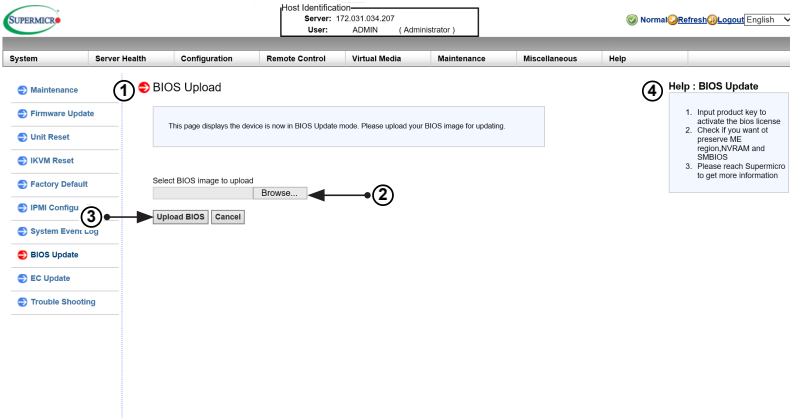 Host Identification
SUPERMICR
Server: 172.031.034.207
User: ADMIN ( Administrator )
Normal Refresh Logout English
System Server Health Configuration Remote Control Virtual Media Maintenance Miscellaneous Help
Maintenance
Firmware Update
Unit Reset
IKVM Reset
Factory Default
IPMI Configu
System Event Log
BIOS Update
EC Update
Trouble Shooting
1 BIOS Upload
This page displays the device is now in BIOS Update mode. Please upload your BIOS image for updating.
Select BIOS image to upload
Browse... 2
3 Upload BIOS Cancel
4 Help : BIOS Update
1. Input product key to
activate the bios license
2. Check if you want ot
preserve ME
region,NVRAM and
SMBIOS
3. Please reach Supermicro
to get more information